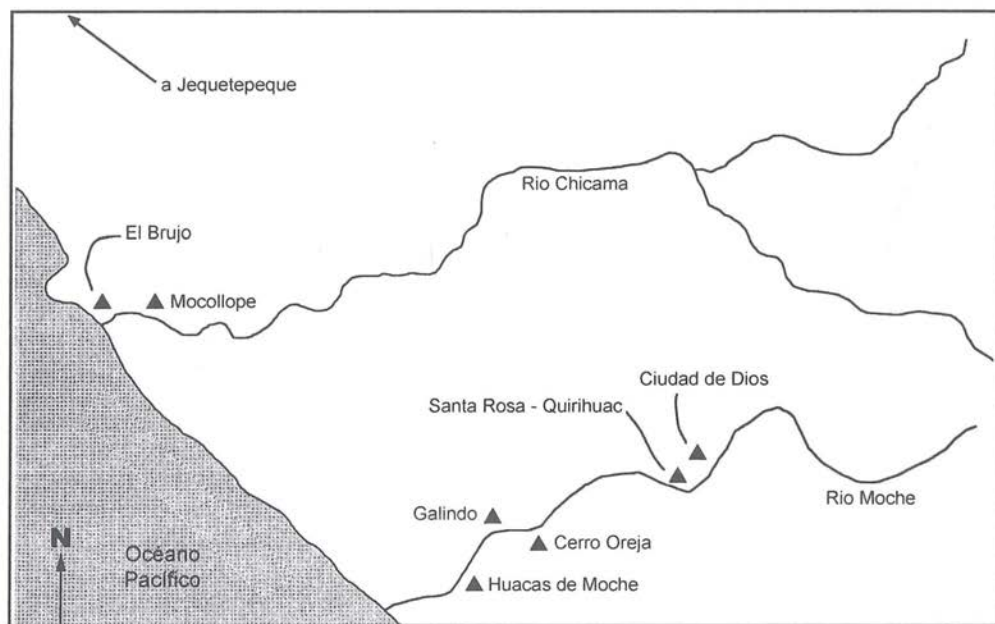 a Jequetepeque
Rio Chicama
El Brujo
Mocollope
Ciudad de Dios
Santa Rosa - Quirihuac
Rio Moche
Galindo
Cerro Oreja
N
Océano
Pacífico
Huacas de Moche